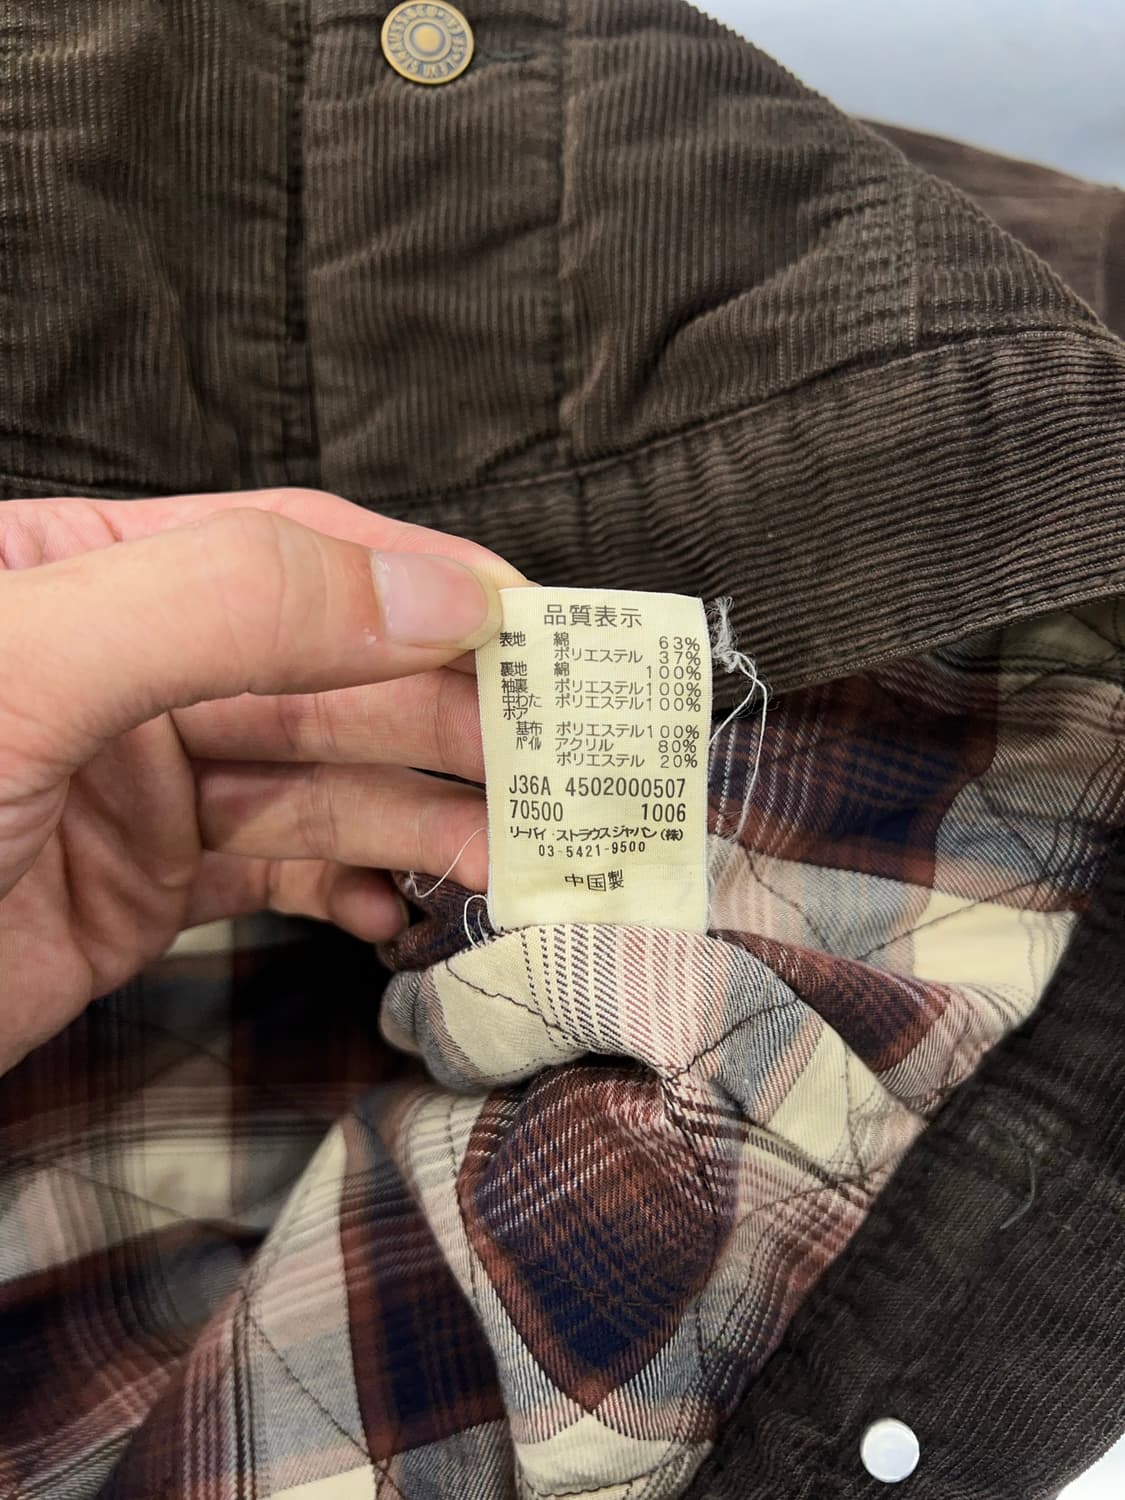 LEVI STRAUSS & CO
品質表示
表地 綿 63%
ポリエステル 37%
裏地 綿 100%
袖裏 ポリエステル100%
中わた ポリエステル100%
ボア
基布 ポリエステル100%
パイル アクリル 80%
ポリエステル 20%
J36A 4502000507
70500 1006
リーバイ・ストラウスジャパン(株)
03-5421-9500
中国製